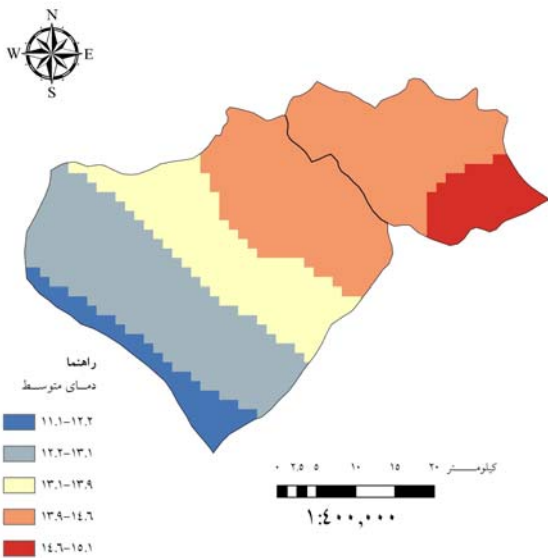 N
W E
S
راهنما
دمای متوسط
۱۱.۱-۱۲.۲
۱۲.۲-۱۳.۱
۱۳.۱-۱۳.۹
۱۳.۹-۱۴.۶
۱۴.۶-۱۵.۱
۰ ۲.۵ ۵ ۱۰ ۱۵ ۲۰ کیلومتر
۱:۴۰۰,۰۰۰